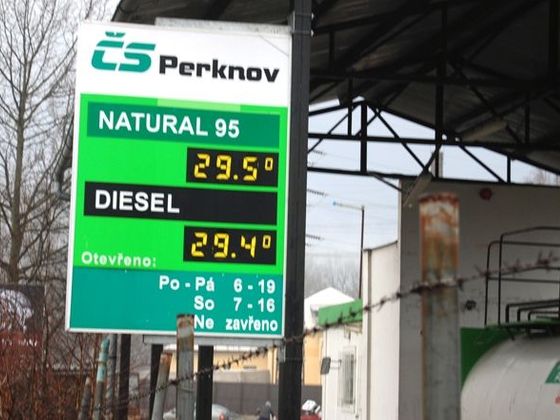 ČS Perknov
NATURAL 95
29.5⁰
DIESEL
29.4⁰
Otevřeno:
Po - Pá 6 - 19
So 7 - 16
Ne zavřeno